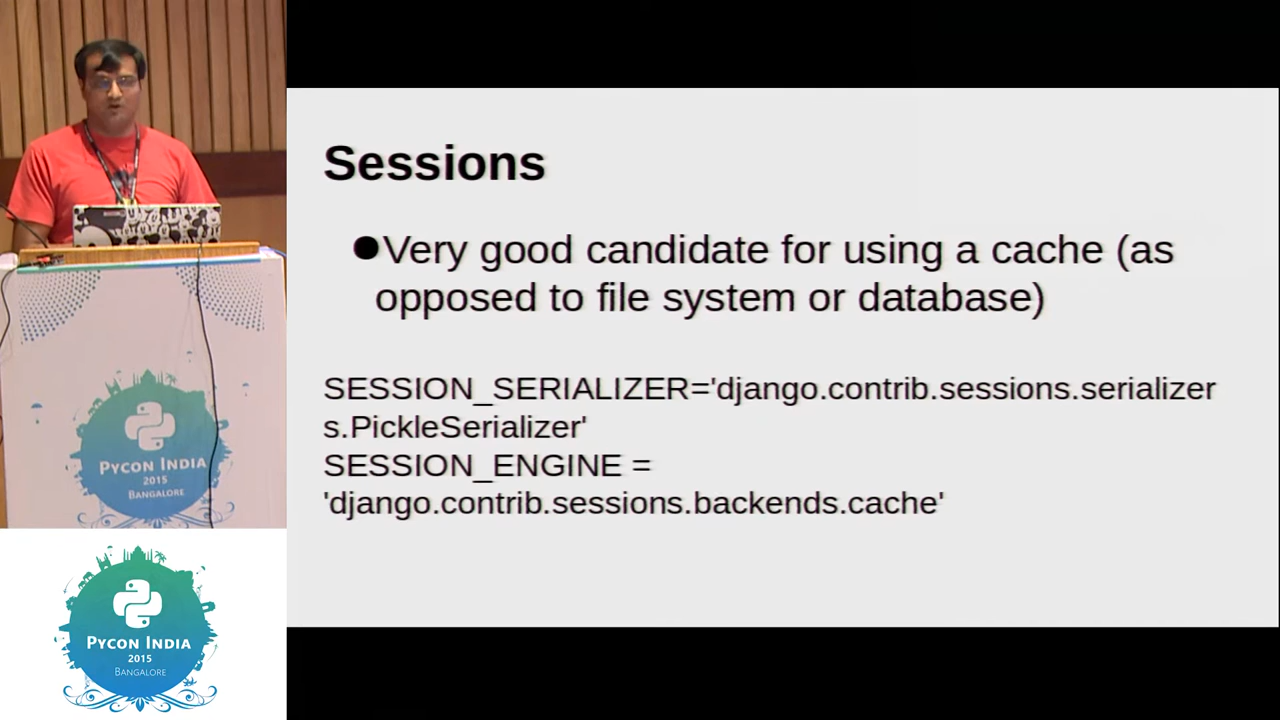 Sessions
●Very good candidate for using a cache (as
opposed to file system or database)
SESSION_SERIALIZER='django.contrib.sessions.serializer
s.PickleSerializer'
SESSION_ENGINE =
'django.contrib.sessions.backends.cache'
PYCON INDIA
2015
BANGALORE
PYCON INDIA
2015
BANGALORE